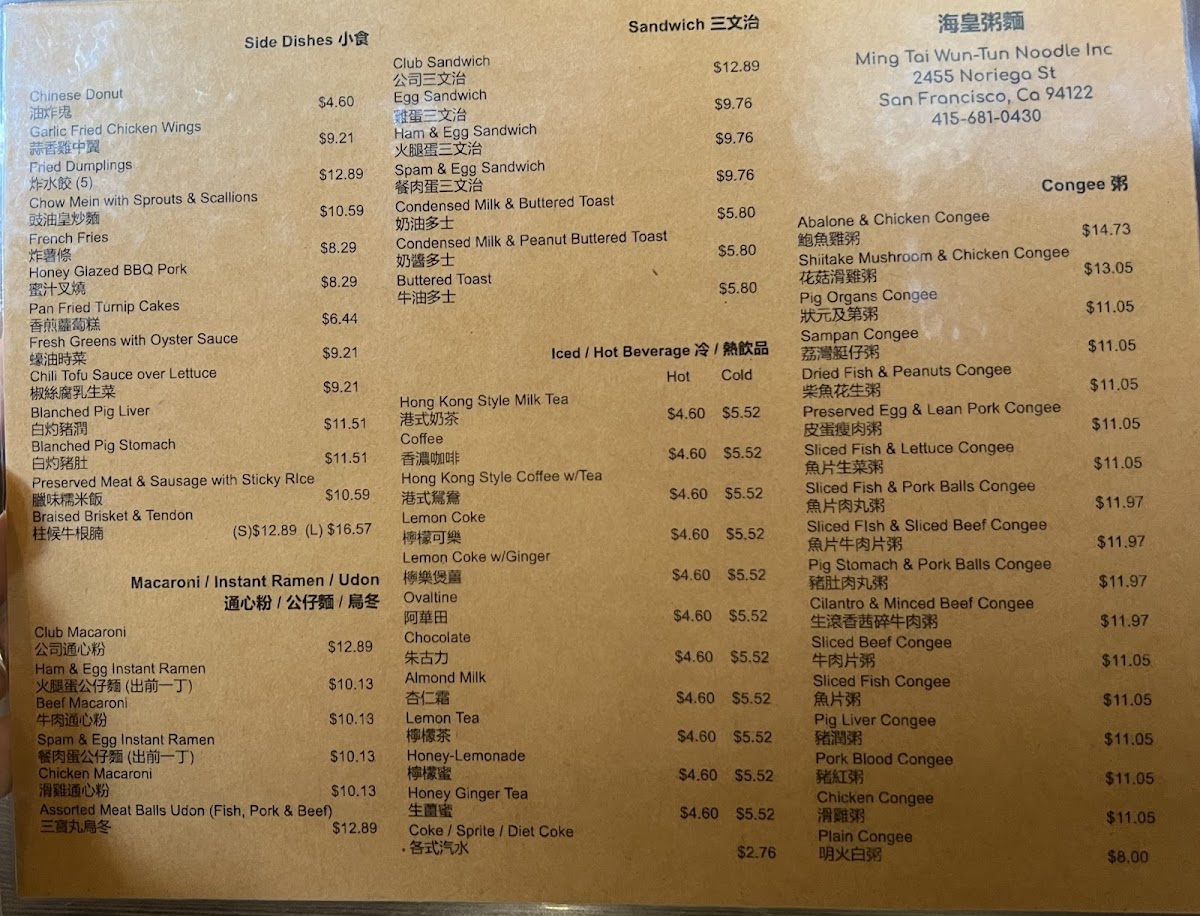 Side Dishes 小食
Chinese Donut
油炸鬼
$4.60
Garlic Fried Chicken Wings
蒜香雞中翼
$9.21
Fried Dumplings
炸水餃 (5)
$12.89
Chow Mein with Sprouts & Scallions
豉油皇炒麵
$10.59
French Fries
炸薯條
$8.29
Honey Glazed BBQ Pork
蜜汁叉燒
$8.29
Pan Fried Turnip Cakes
香煎蘿蔔糕
$6.44
Fresh Greens with Oyster Sauce
蠔油時菜
$9.21
Chili Tofu Sauce over Lettuce
椒絲腐乳生菜
$9.21
Blanched Pig Liver
白灼豬潤
$11.51
Blanched Pig Stomach
白灼豬肚
$11.51
Preserved Meat & Sausage with Sticky RIce
臘味糯米飯
$10.59
Braised Brisket & Tendon
柱候牛根腩
(S)$12.89 (L) $16.57
Macaroni / Instant Ramen / Udon
通心粉 / 公仔麵 / 烏冬
Club Macaroni
公司通心粉
$12.89
Ham & Egg Instant Ramen
火腿蛋公仔麵 (出前一丁)
$10.13
Beef Macaroni
牛肉通心粉
$10.13
Spam & Egg Instant Ramen
餐肉蛋公仔麵 (出前一丁)
$10.13
Chicken Macaroni
滑雞通心粉
$10.13
Assorted Meat Balls Udon (Fish, Pork & Beef)
三寶丸烏冬
$12.89
Sandwich 三文治
Club Sandwich
公司三文治
$12.89
Egg Sandwich
雞蛋三文治
$9.76
Ham & Egg Sandwich
火腿蛋三文治
$9.76
Spam & Egg Sandwich
餐肉蛋三文治
$9.76
Condensed Milk & Buttered Toast
奶油多士
$5.80
Condensed Milk & Peanut Buttered Toast
奶醬多士
$5.80
Buttered Toast
牛油多士
$5.80
Iced / Hot Beverage 冷 / 熱飲品
Hot Cold
Hong Kong Style Milk Tea
港式奶茶
$4.60 $5.52
Coffee
香濃咖啡
$4.60 $5.52
Hong Kong Style Coffee w/Tea
港式鴛鴦
$4.60 $5.52
Lemon Coke
檸檬可樂
$4.60 $5.52
Lemon Coke w/Ginger
檸樂煲薑
$4.60 $5.52
Ovaltine
阿華田
$4.60 $5.52
Chocolate
朱古力
$4.60 $5.52
Almond Milk
杏仁霜
$4.60 $5.52
Lemon Tea
檸檬茶
$4.60 $5.52
Honey-Lemonade
檸檬蜜
$4.60 $5.52
Honey Ginger Tea
生薑蜜
$4.60 $5.52
Coke / Sprite / Diet Coke
各式汽水
$2.76
海皇粥麵
Ming Tai Wun-Tun Noodle Inc
2455 Noriega St
San Francisco, Ca 94122
415-681-0430
Congee 粥
Abalone & Chicken Congee
鮑魚雞粥
$14.73
Shiitake Mushroom & Chicken Congee
花菇滑雞粥
$13.05
Pig Organs Congee
狀元及第粥
$11.05
Sampan Congee
荔灣艇仔粥
$11.05
Dried Fish & Peanuts Congee
柴魚花生粥
$11.05
Preserved Egg & Lean Pork Congee
皮蛋瘦肉粥
$11.05
Sliced Fish & Lettuce Congee
魚片生菜粥
$11.05
Sliced Fish & Pork Balls Congee
魚片肉丸粥
$11.97
Sliced FIsh & Sliced Beef Congee
魚片牛肉片粥
$11.97
Pig Stomach & Pork Balls Congee
豬肚肉丸粥
$11.97
Cilantro & Minced Beef Congee
生滾香茜碎牛肉粥
$11.97
Sliced Beef Congee
牛肉片粥
$11.05
Sliced Fish Congee
魚片粥
$11.05
Pig Liver Congee
豬潤粥
$11.05
Pork Blood Congee
豬紅粥
$11.05
Chicken Congee
滑雞粥
$11.05
Plain Congee
明火白粥
$8.00